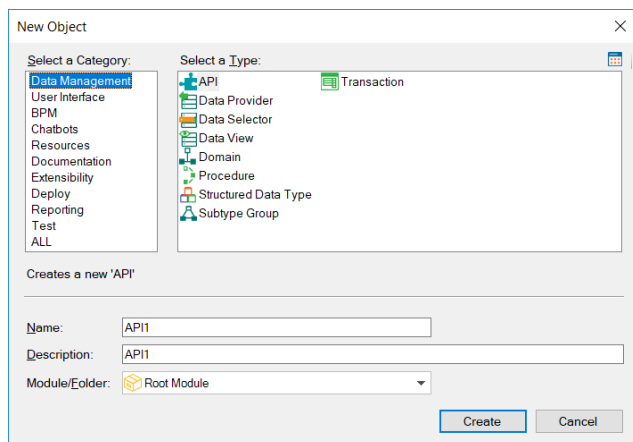 New Object
Select a Category:
Data Management
User Interface
BPM
Chatbots
Resources
Documentation
Extensibility
Deploy
Reporting
Test
ALL
Select a Type:
API
Data Provider
Data Selector
Data View
Domain
Procedure
Structured Data Type
Subtype Group
Transaction
Creates a new 'API'
Name: API1
Description: API1
Module/Folder: Root Module
Create Cancel